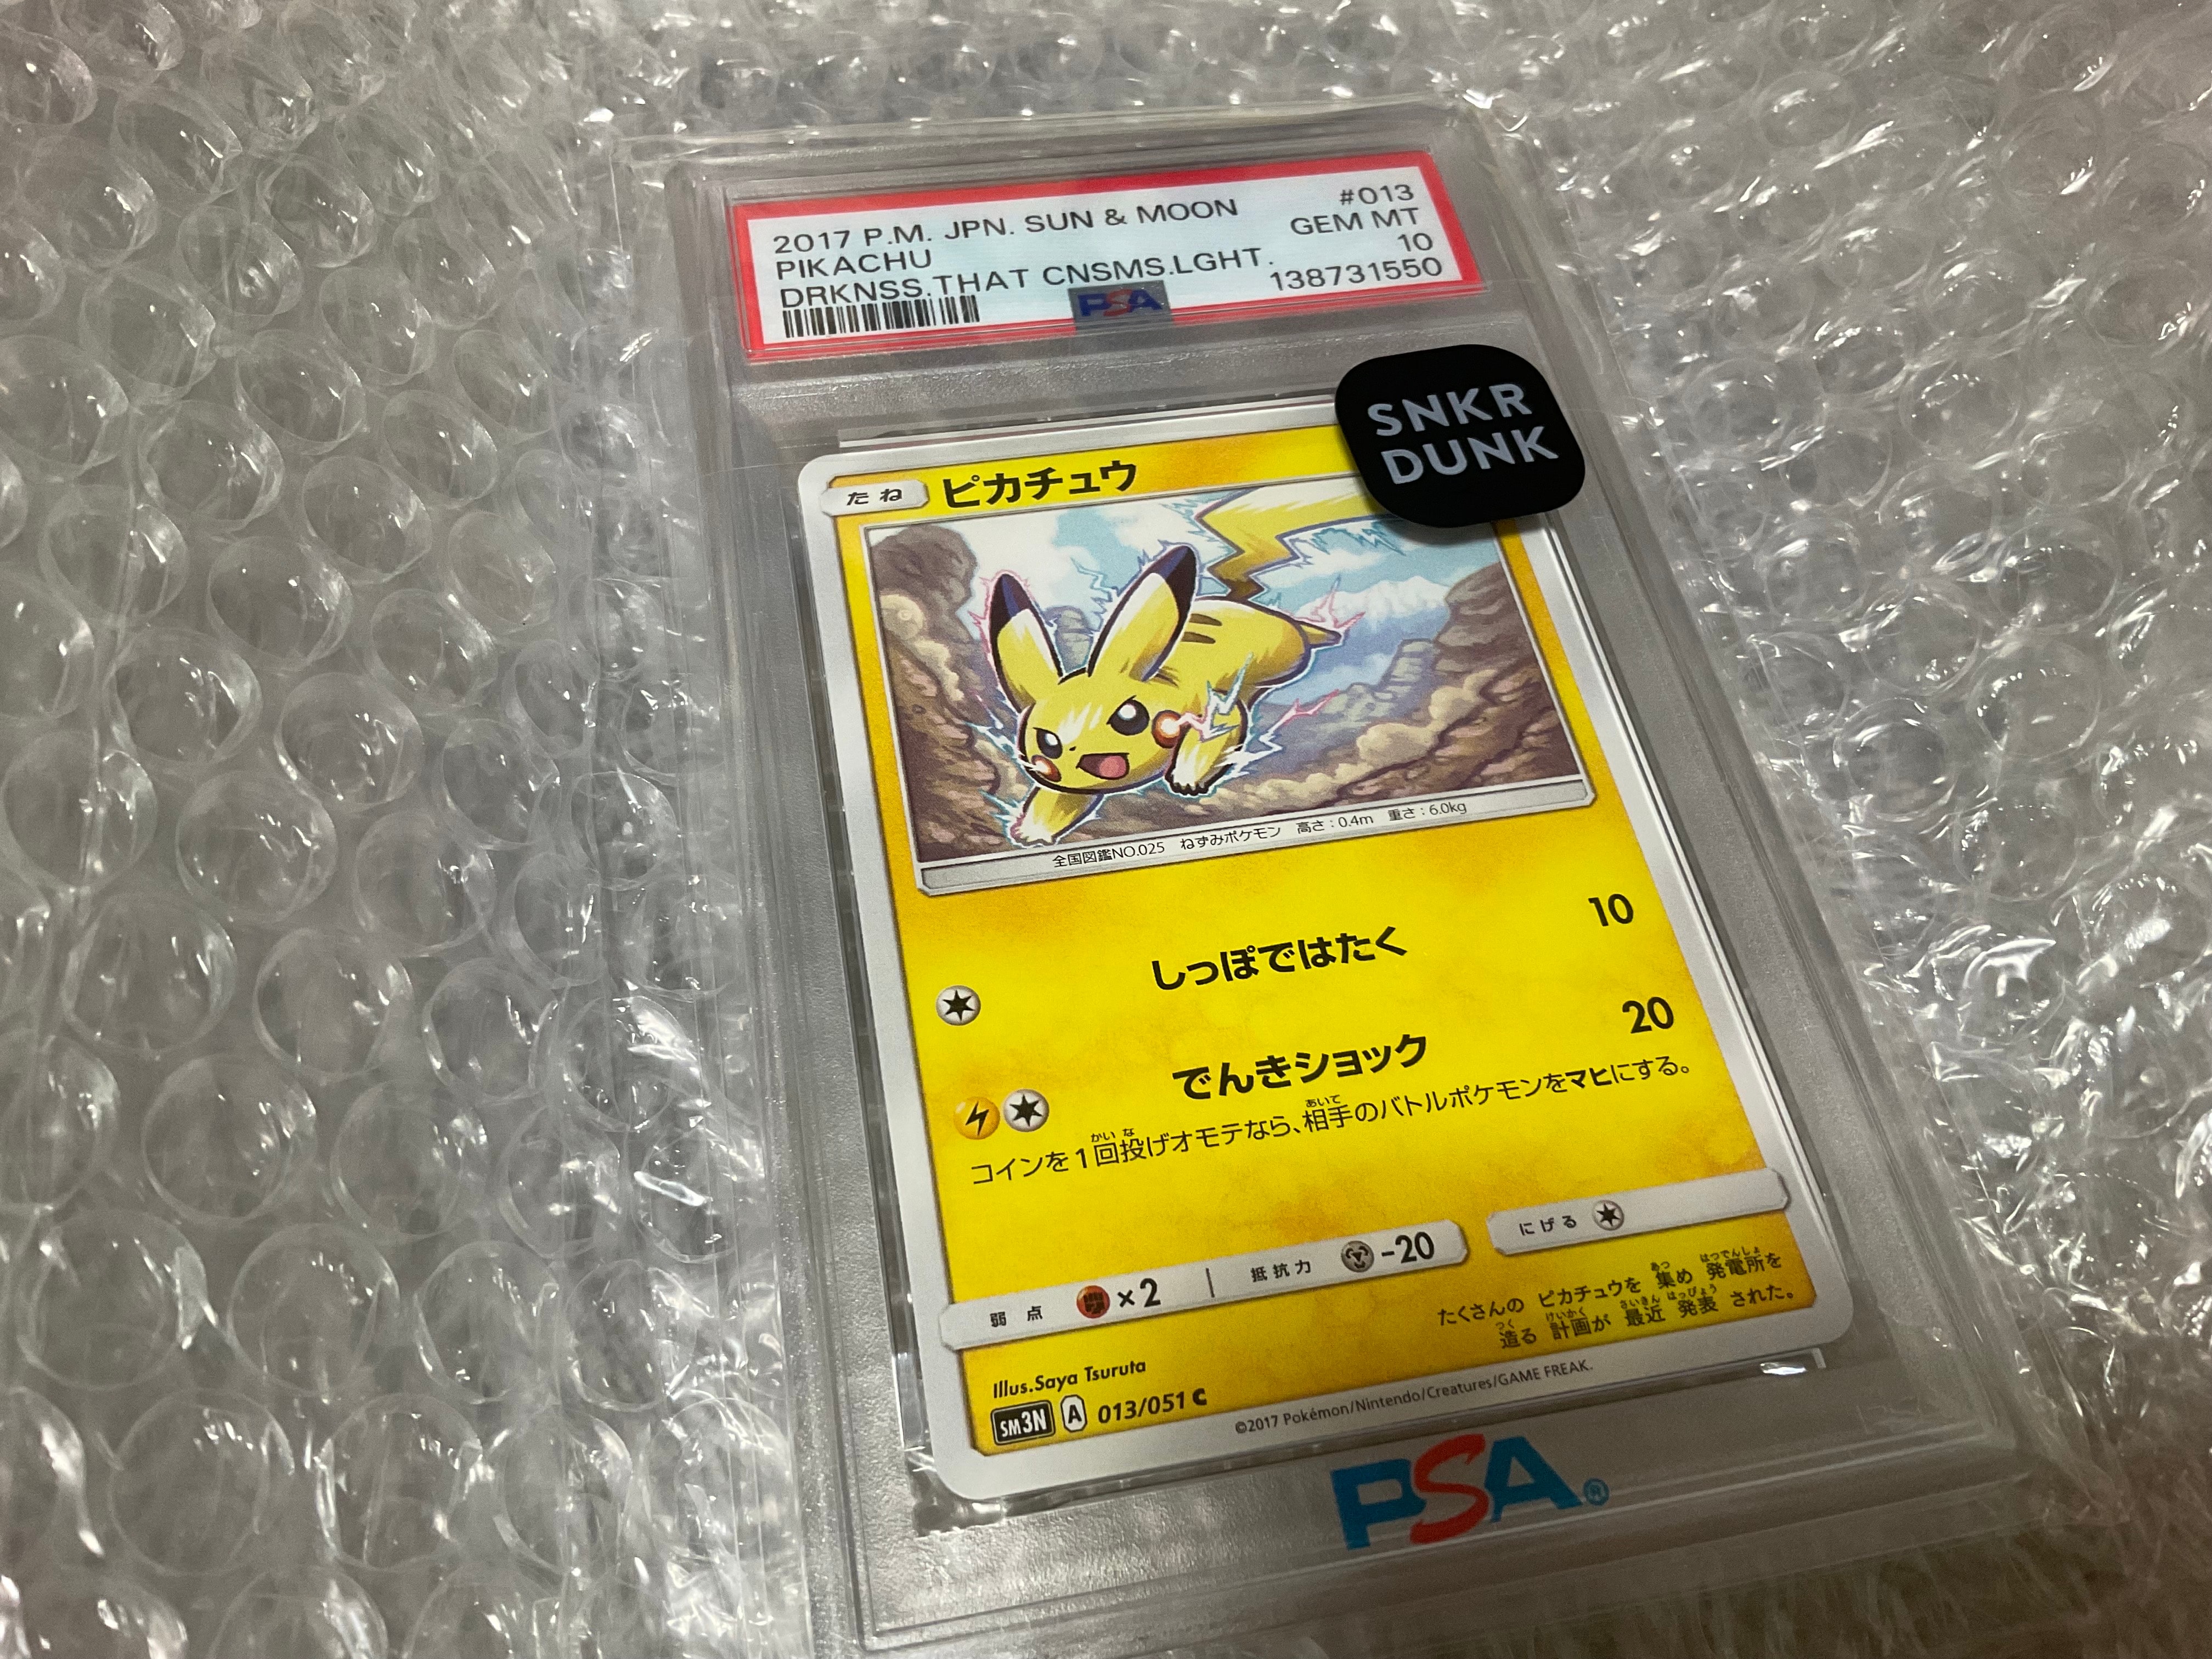 2017 P.M. JPN. SUN & MOON #013
PIKACHU GEM MT
DRKNSS.THAT CNSMS.LGHT. 10
138731550
PSA
SNKR
DUNK
たね ピカチュウ
全国図鑑NO.025 ねずみポケモン 高さ:0.4m 重さ:6.0kg
しっぽではたく 10
でんきショック 20
コインを1回投げオモテなら、相手のバトルポケモンをマヒにする。
弱点 ×2 抵抗力 -20 にげる
たくさんの ピカチュウを 集め 発電所を
造る 計画が 最近 発表 された。
Illus.Saya Tsuruta
SM3N A 013/051 C
©2017 Pokémon/Nintendo/Creatures/GAME FREAK.
PSA®